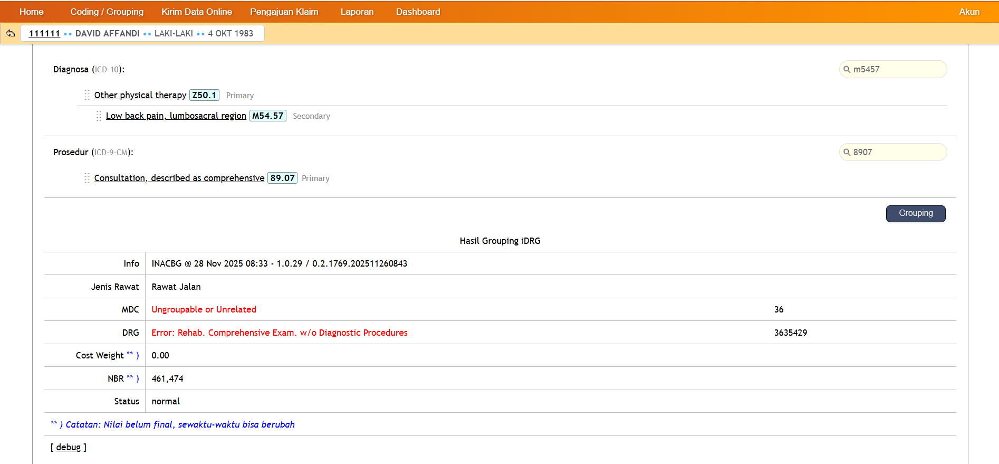 Home Coding / Grouping Kirim Data Online Pengajuan Klaim Laporan Dashboard Akun
111111 •• DAVID AFFANDI •• LAKI-LAKI •• 4 OKT 1983
Diagnosa (ICD-10): m5457
Other physical therapy Z50.1 Primary
Low back pain, lumbosacral region M54.57 Secondary
Prosedur (ICD-9-CM): 8907
Consultation, described as comprehensive 89.07 Primary
Grouping
Hasil Grouping iDRG
Info INACBG @ 28 Nov 2025 08:33 - 1.0.29 / 0.2.1769.202511260843
Jenis Rawat Rawat Jalan
MDC Ungroupable or Unrelated 36
DRG Error: Rehab. Comprehensive Exam. w/o Diagnostic Procedures 3635429
Cost Weight ** ) 0.00
NBR ** ) 461,474
Status normal
** ) Catatan: Nilai belum final, sewaktu-waktu bisa berubah
[ debug ]